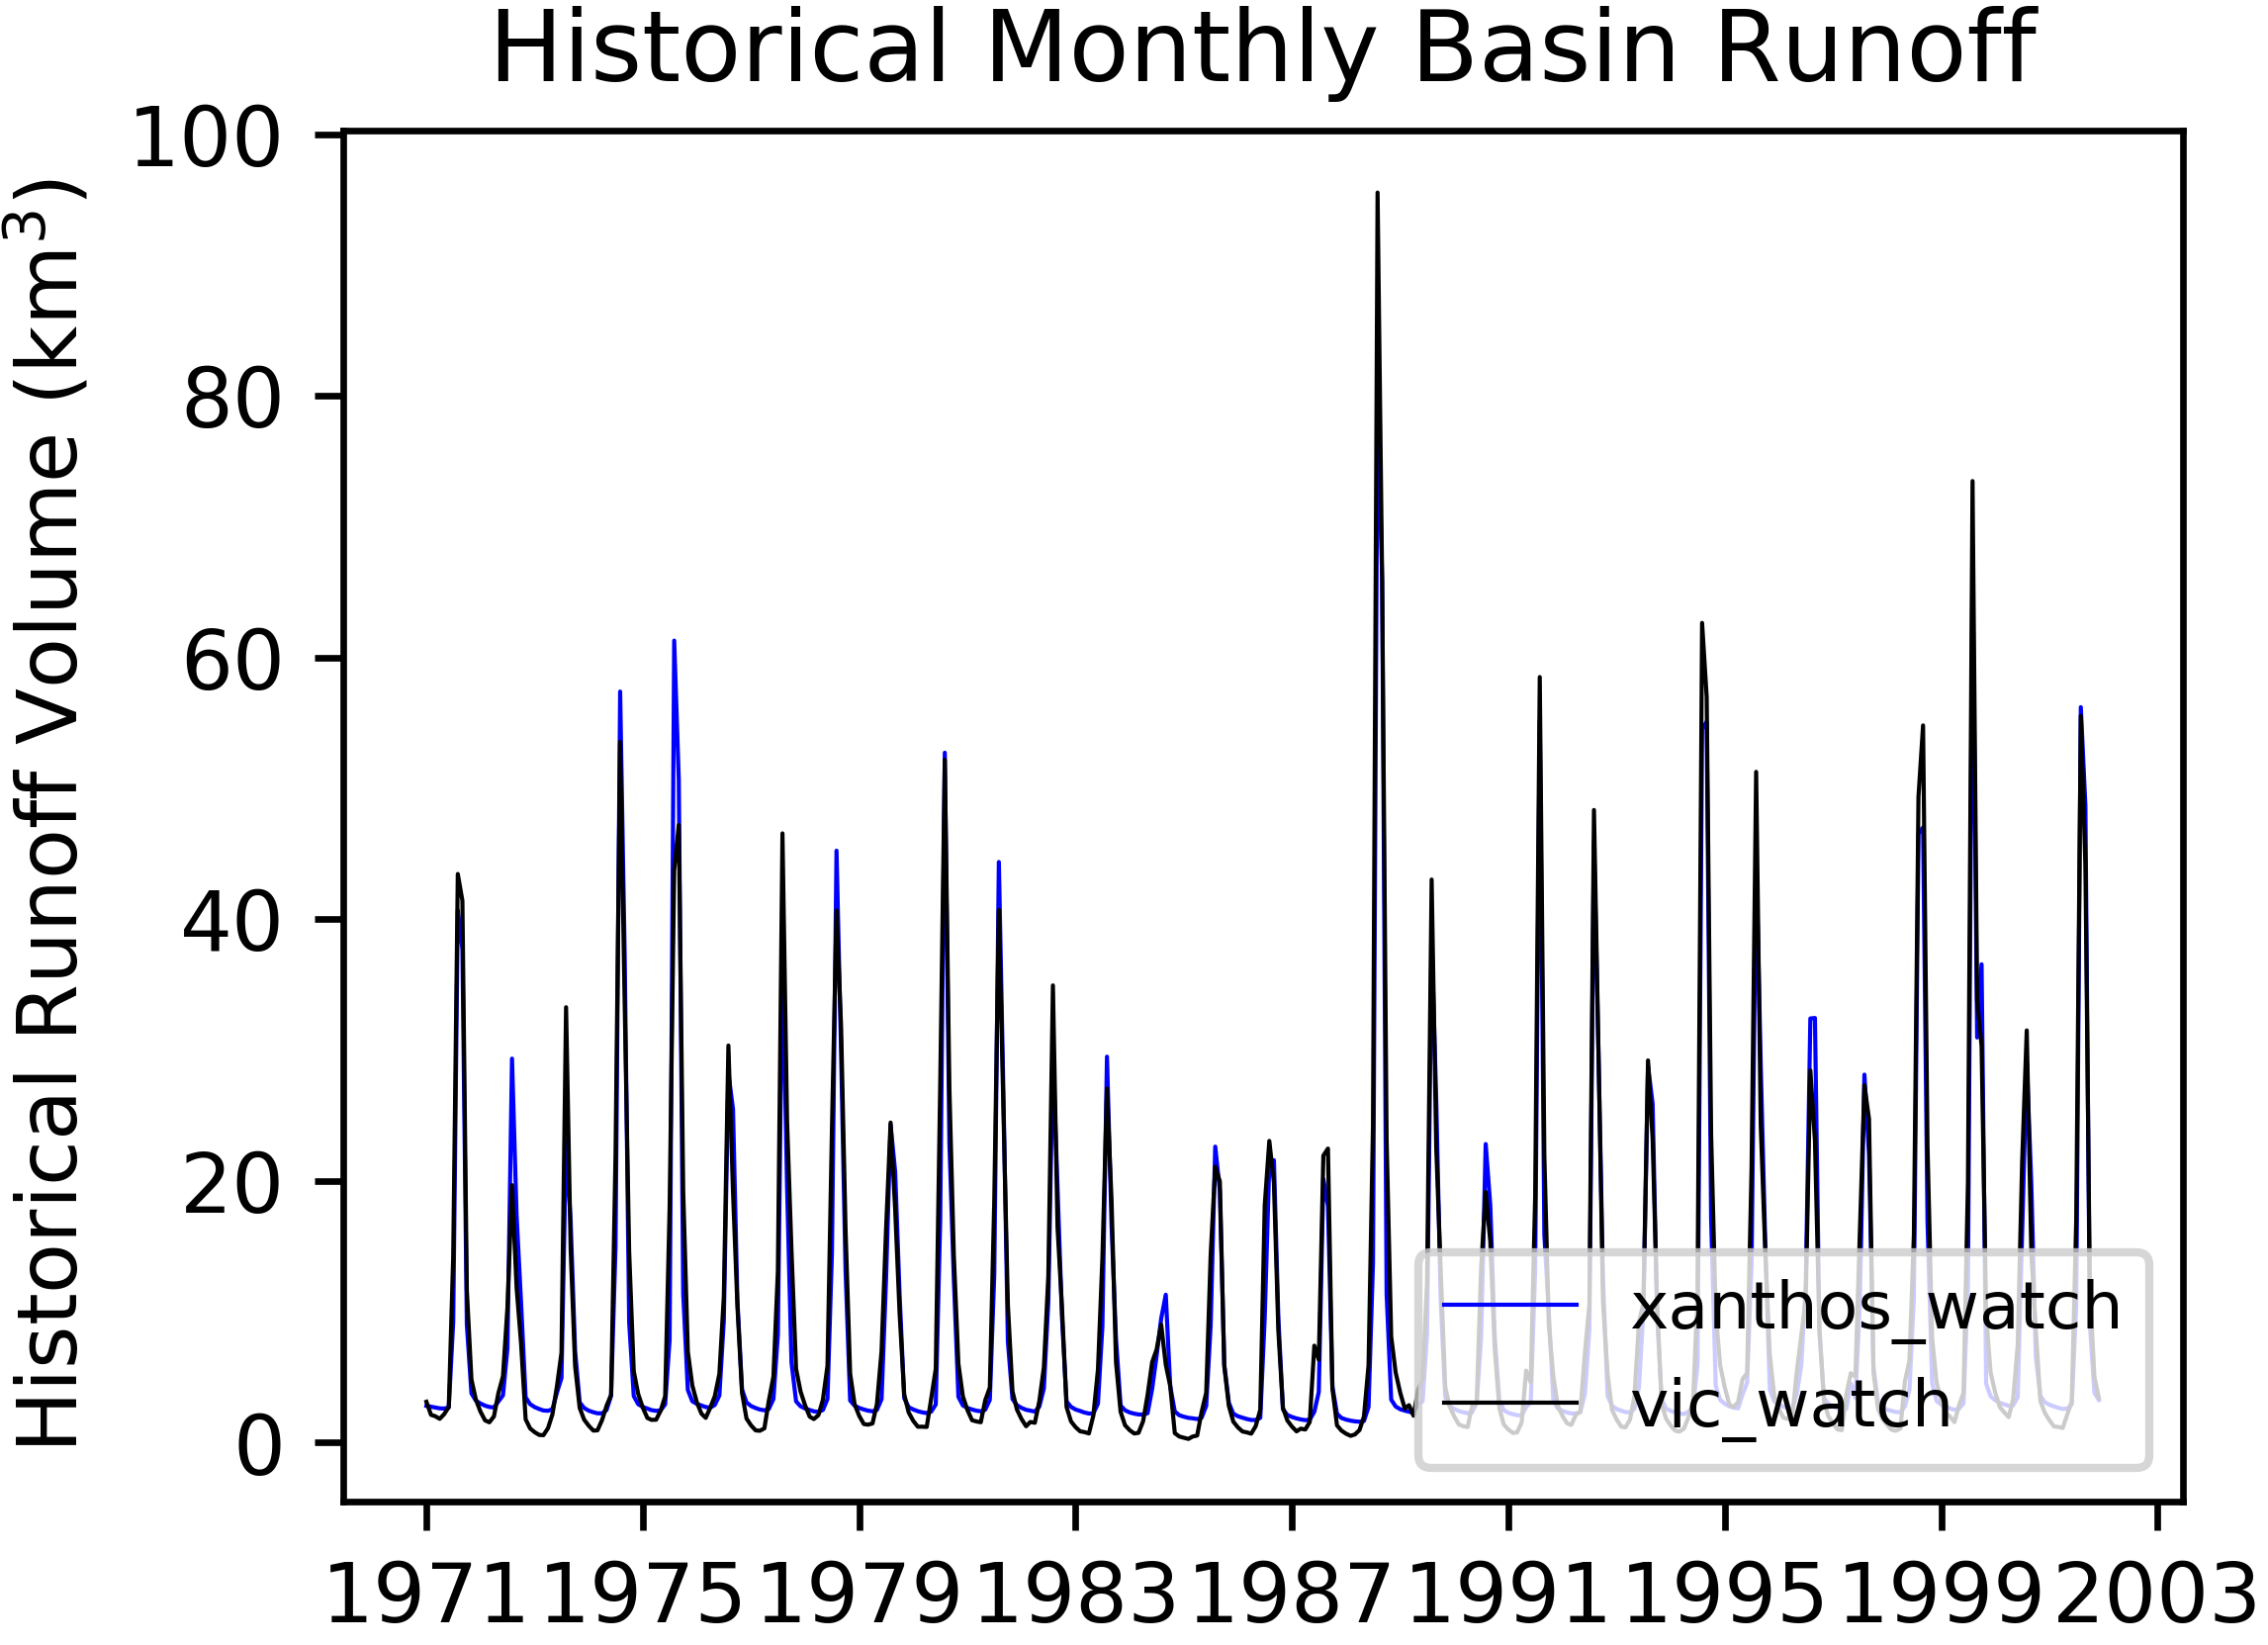 Historical Monthly Basin Runoff
Historical Runoff Volume (km³)
100
80
60
40
20
0
xanthos_watch
vic_watch
1971 1975 1979 1983 1987 1991 1995 1999 2003